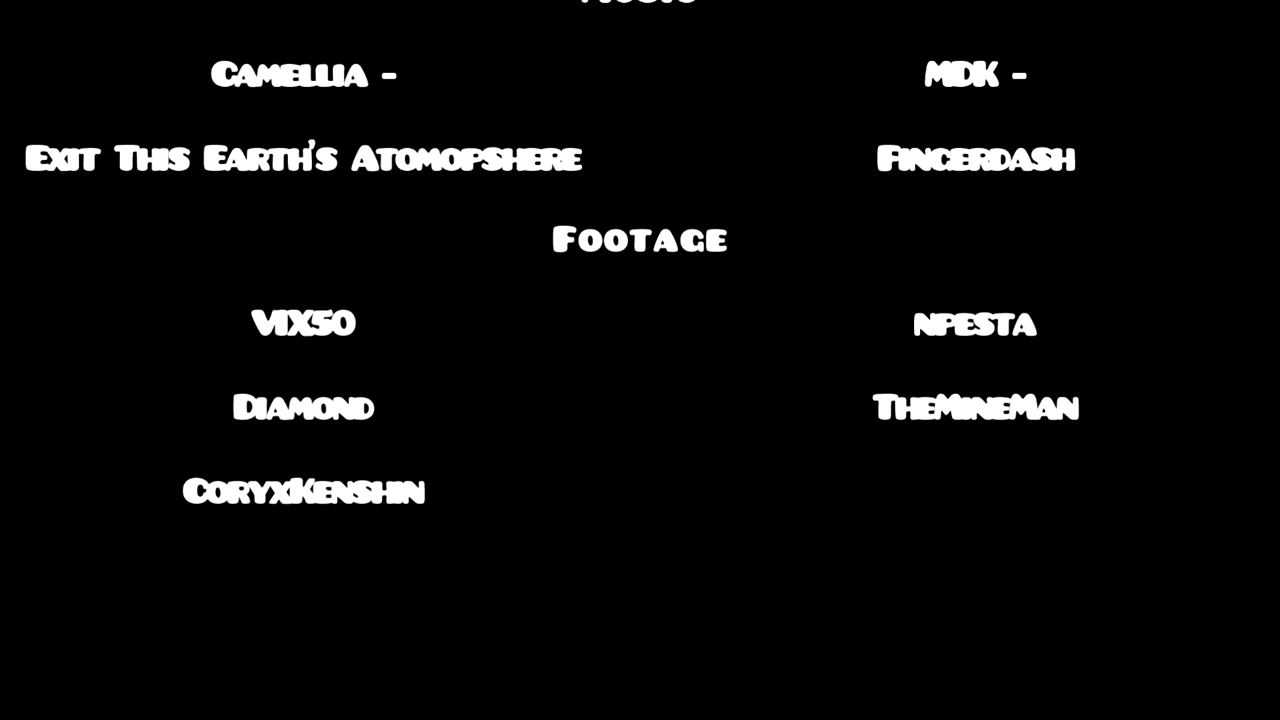 Camellia -
MDK -
Exit This Earth's Atomopshere
Fingerdash
Footage
VIX50
npesta
Diamond
TheMineMan
CoryxKenshin